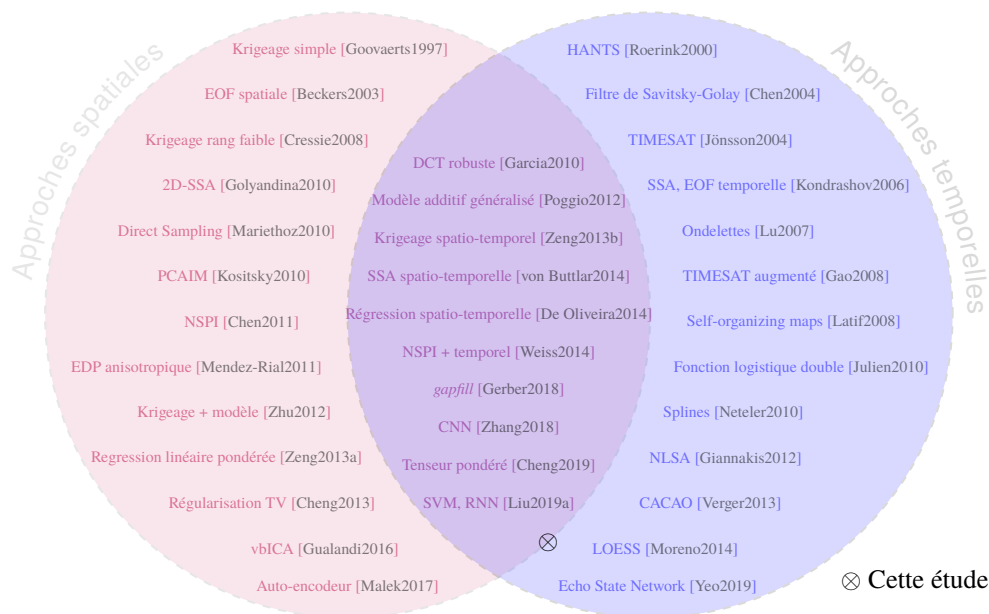 Approches spatiales
Krigeage simple [Goovaerts1997]
EOF spatiale [Beckers2003]
Krigeage rang faible [Cressie2008]
2D-SSA [Golyandina2010]
Direct Sampling [Mariethoz2010]
PCAIM [Kositsky2010]
NSPI [Chen2011]
EDP anisotropique [Mendez-Rial2011]
Krigeage + modèle [Zhu2012]
Regression linéaire pondérée [Zeng2013a]
Régularisation TV [Cheng2013]
vbICA [Gualandi2016]
Auto-encodeur [Malek2017]
DCT robuste [Garcia2010]
Modèle additif généralisé [Poggio2012]
Krigeage spatio-temporel [Zeng2013b]
SSA spatio-temporelle [von Buttlar2014]
Régression spatio-temporelle [De Oliveira2014]
NSPI + temporel [Weiss2014]
gapfill [Gerber2018]
CNN [Zhang2018]
Tenseur pondéré [Cheng2019]
SVM, RNN [Liu2019a]
⊗
Approches temporelles
HANTS [Roerink2000]
Filtre de Savitsky-Golay [Chen2004]
TIMESAT [Jönsson2004]
SSA, EOF temporelle [Kondrashov2006]
Ondelettes [Lu2007]
TIMESAT augmenté [Gao2008]
Self-organizing maps [Latif2008]
Fonction logistique double [Julien2010]
Splines [Neteler2010]
NLSA [Giannakis2012]
CACAO [Verger2013]
LOESS [Moreno2014]
Echo State Network [Yeo2019]
⊗ Cette étude